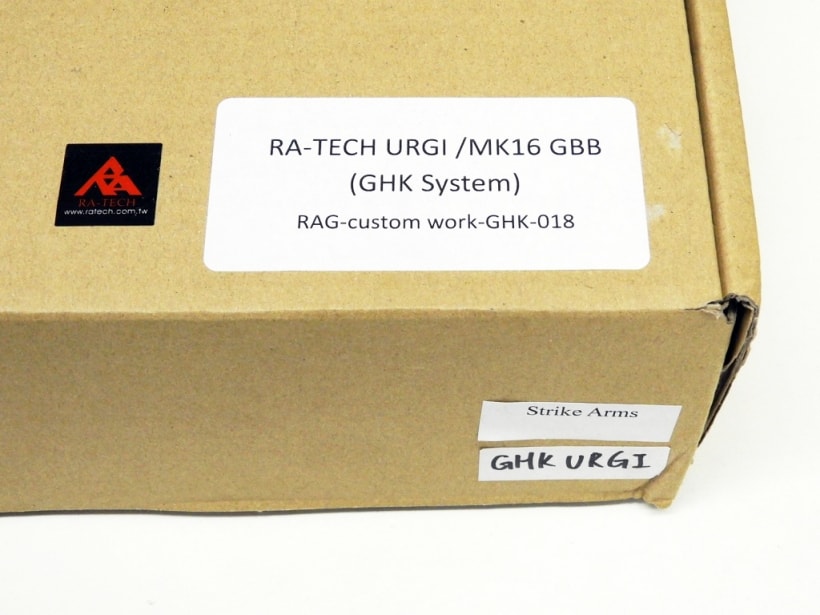 RA-TECH URGI /MK16 GBB
(GHK System)
RAG-custom work-GHK-018
RA-TECH
www.ratech.com.tw
Strike Arms
GHK URGI